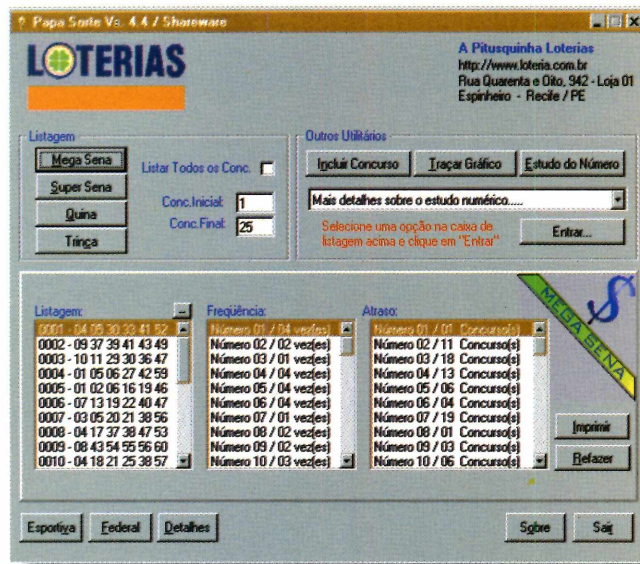 Papa Sorte Vs. 4.4 / Shareware
LOTERIAS
A Pitusquinha Loterias
http://www.loteria.com.br
Rua Quarenta e Oito, 942 - Loja 01
Espinheiro - Recife / PE
Listagem
Mega Sena
Super Sena
Quina
Trinca
Listar Todos os Conc.
Conc.Inicial: 1
Conc.Final: 25
Outros Utilitários
Incluir Concurso
Traçar Gráfico
Estudo do Número
Mais detalhes sobre o estudo numérico.....
Selecione uma opção na caixa de
listagem acima e clique em "Entrar"
Entrar...
MEGA SENA
Listagem:
0001 - 04 05 30 33 41 52
0002 - 09 37 39 41 43 49
0003 - 10 11 29 30 36 47
0004 - 01 05 06 27 42 59
0005 - 01 02 06 16 19 46
0006 - 07 13 19 22 40 47
0007 - 03 05 20 21 38 56
0008 - 04 17 37 38 47 53
0009 - 08 43 54 55 56 60
0010 - 04 18 21 25 38 57
Freqüência:
Número 01 / 04 vez(es)
Número 02 / 02 vez(es)
Número 03 / 01 vez(es)
Número 04 / 04 vez(es)
Número 05 / 04 vez(es)
Número 06 / 04 vez(es)
Número 07 / 01 vez(es)
Número 08 / 02 vez(es)
Número 09 / 02 vez(es)
Número 10 / 03 vez(es)
Atraso:
Número 01 / 01 Concurso(s)
Número 02 / 11 Concurso(s)
Número 03 / 18 Concurso(s)
Número 04 / 13 Concurso(s)
Número 05 / 06 Concurso(s)
Número 06 / 04 Concurso(s)
Número 07 / 19 Concurso(s)
Número 08 / 01 Concurso(s)
Número 09 / 03 Concurso(s)
Número 10 / 06 Concurso(s)
Imprimir
Refazer
Esportiva
Federal
Detalhes
Sobre
Sair